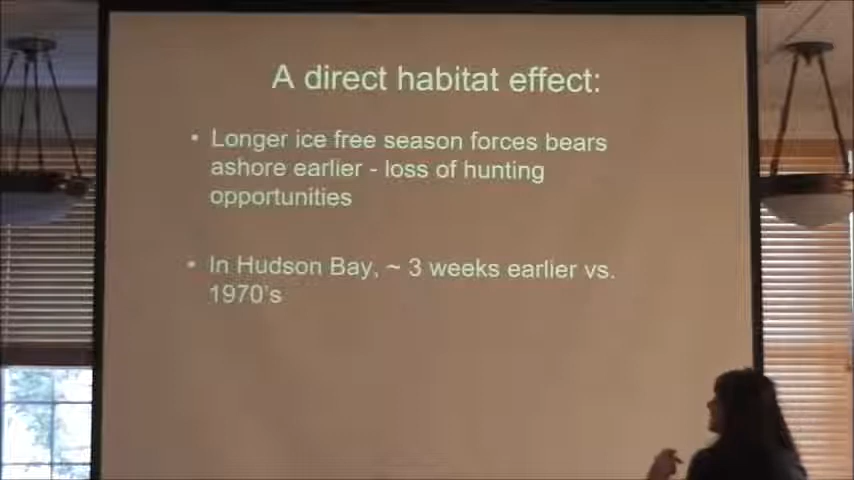 A direct habitat effect:
• Longer ice free season forces bears
ashore earlier - loss of hunting
opportunities
• In Hudson Bay, ~ 3 weeks earlier vs.
1970's